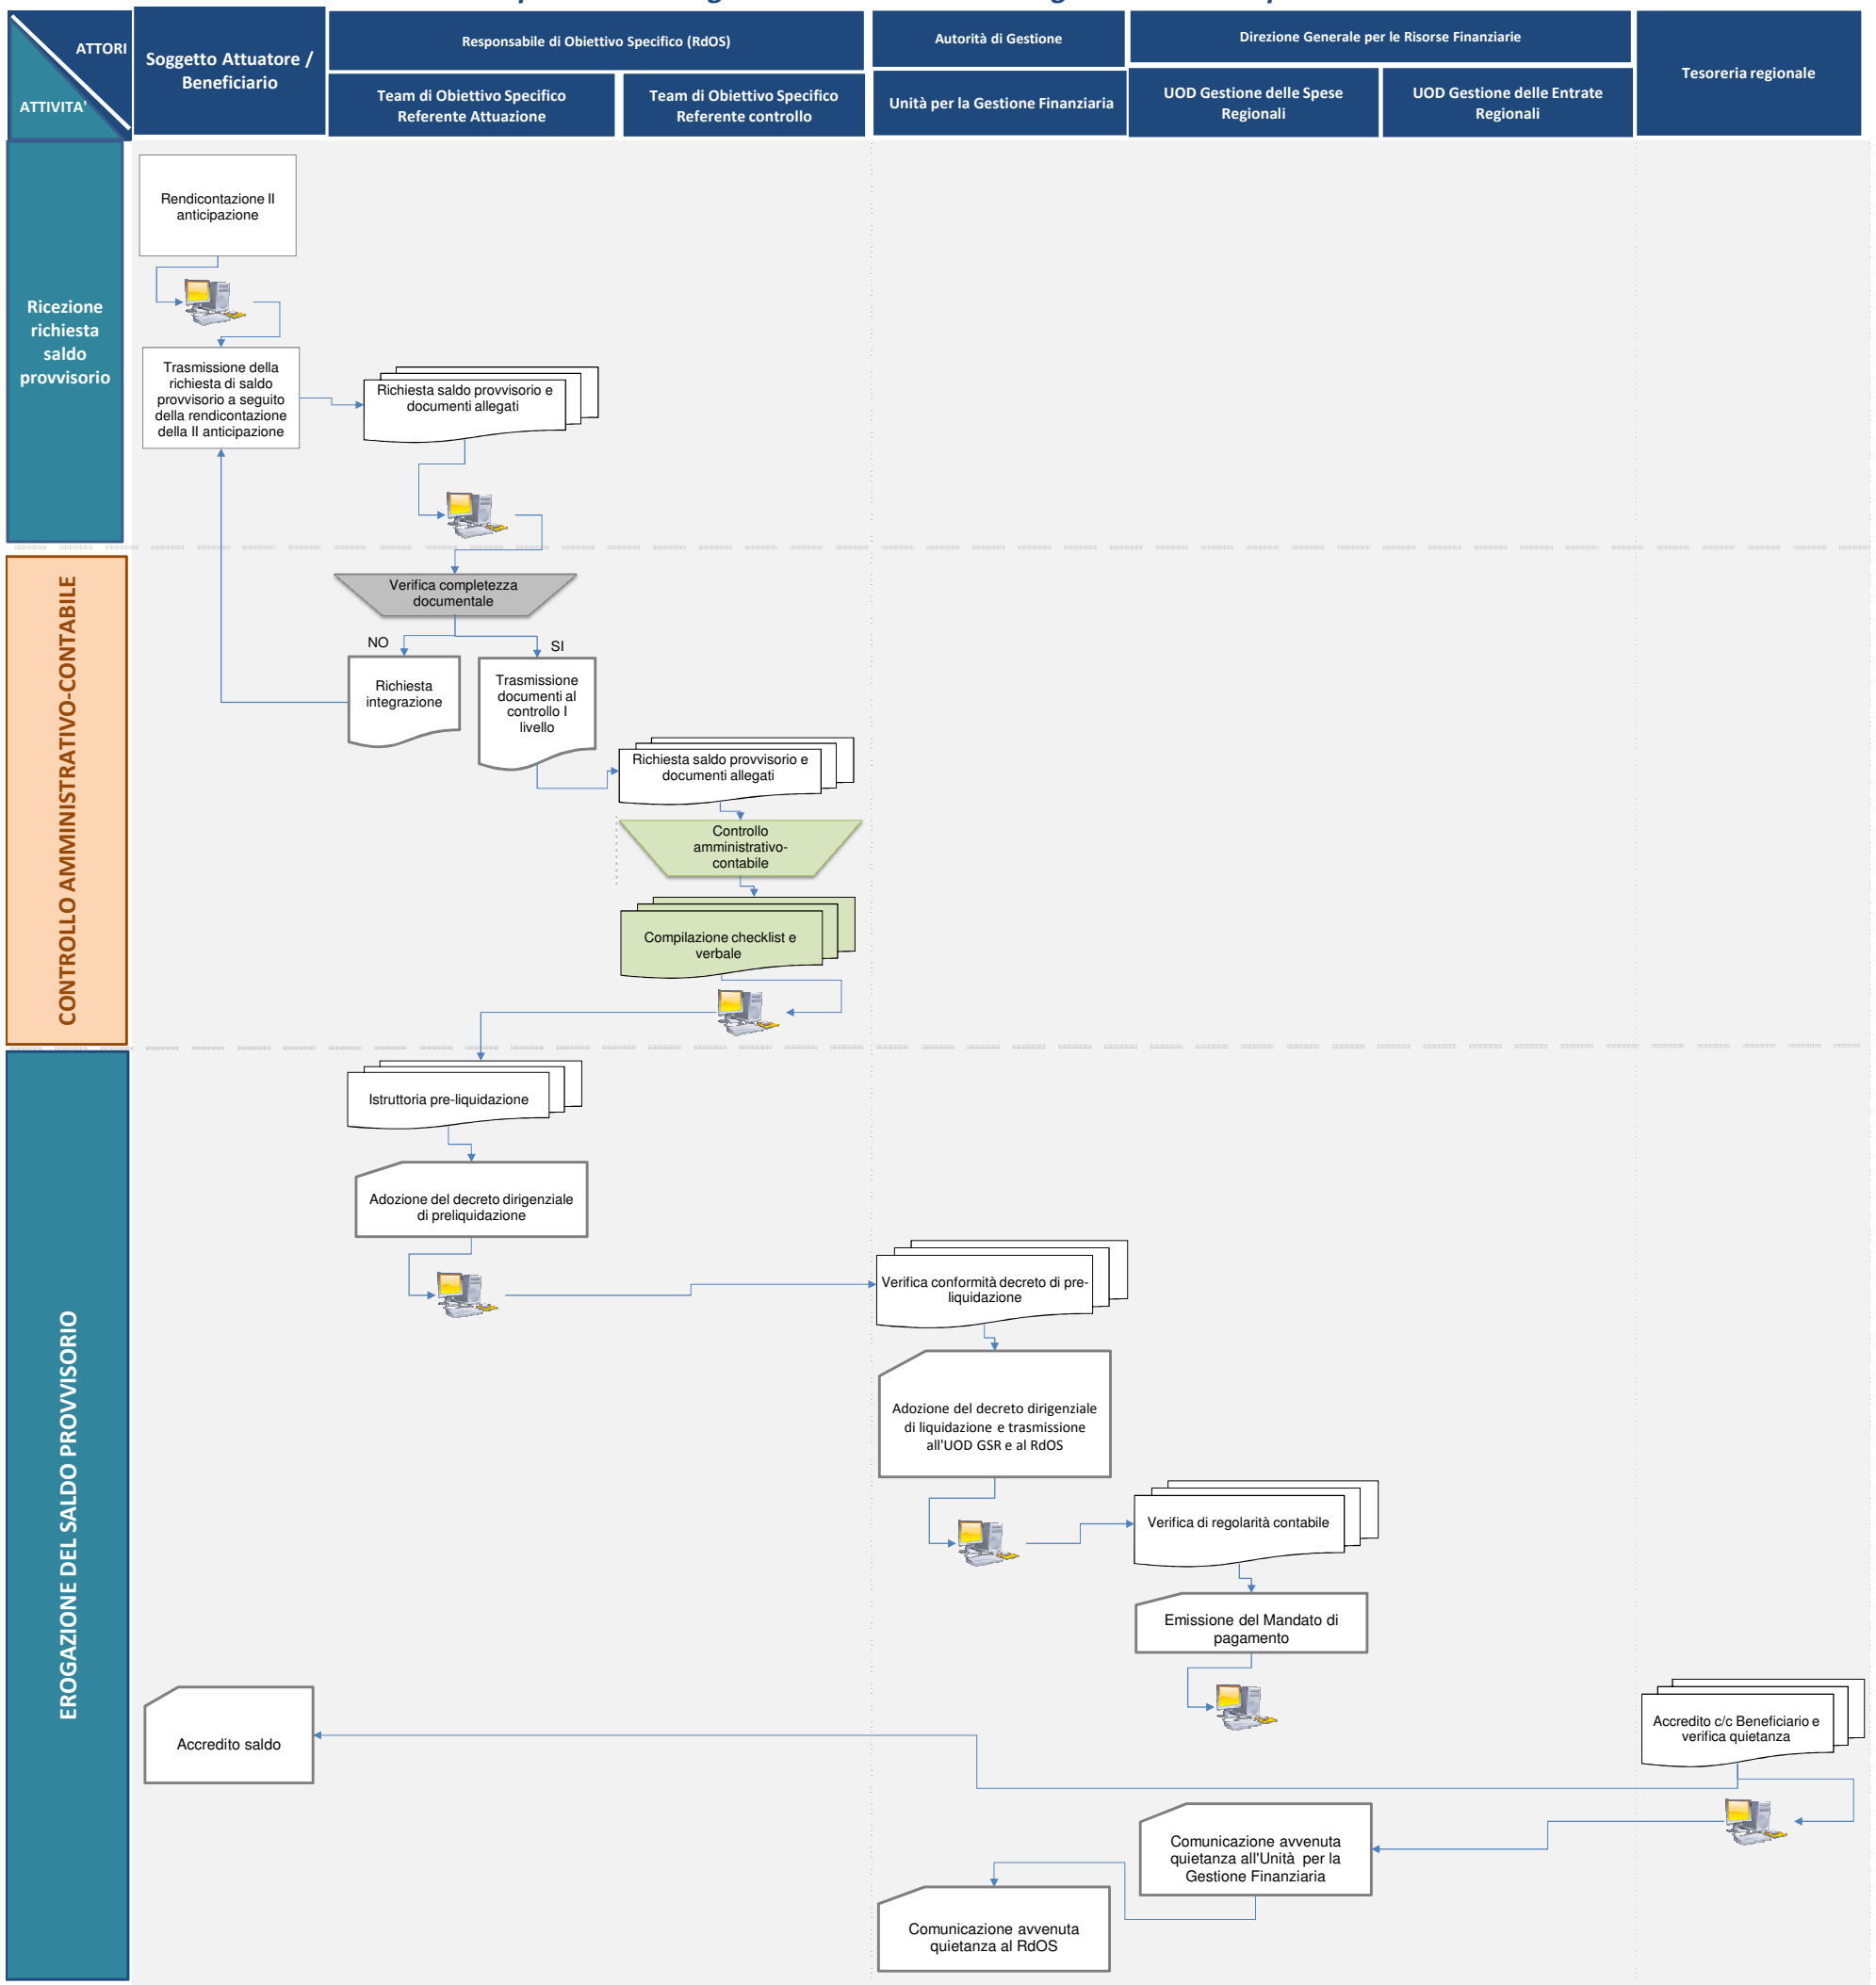 ATTORI
ATTIVITA'
Soggetto Attuatore /
Beneficiario
Responsabile di Obiettivo Specifico (RdOS)
Team di Obiettivo Specifico
Referente Attuazione
Team di Obiettivo Specifico
Referente controllo
Autorità di Gestione
Unità per la Gestione Finanziaria
Direzione Generale per le Risorse Finanziarie
UOD Gestione delle Spese
Regionali
UOD Gestione delle Entrate
Regionali
Tesoreria regionale
Ricezione
richiesta
saldo
provvisorio
Rendicontazione II
anticipazione
Trasmissione della
richiesta di saldo
provvisorio a seguito
della rendicontazione
della II anticipazione
Richiesta saldo provvisorio e
documenti allegati
CONTROLLO AMMINISTRATIVO-CONTABILE
Verifica completezza
documentale
NO
SI
Richiesta
integrazione
Trasmissione
documenti al
controllo I
livello
Richiesta saldo provvisorio e
documenti allegati
Controllo
amministrativo-
contabile
Compilazione checklist e
verbale
EROGAZIONE DEL SALDO PROVVISORIO
Istruttoria pre-liquidazione
Adozione del decreto dirigenziale
di preliquidazione
Verifica conformità decreto di pre-
liquidazione
Adozione del decreto dirigenziale
di liquidazione e trasmissione
all'UOD GSR e al RdOS
Verifica di regolarità contabile
Emissione del Mandato di
pagamento
Accredito c/c Beneficiario e
verifica quietanza
Accredito saldo
Comunicazione avvenuta
quietanza all'Unità per la
Gestione Finanziaria
Comunicazione avvenuta
quietanza al RdOS